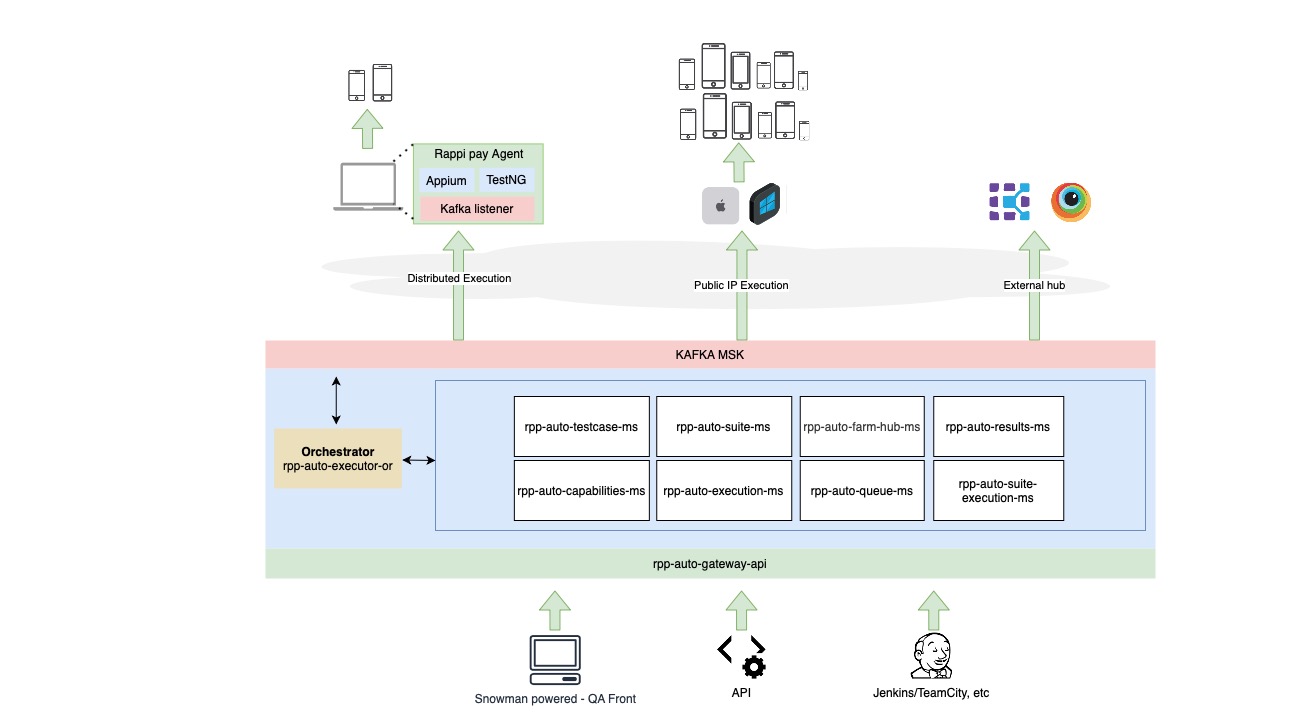 Rappi pay Agent
Appium
TestNG
Kafka listener
Distributed Execution
Public IP Execution
External hub
KAFKA MSK
Orchestrator
rpp-auto-executor-or
rpp-auto-testcase-ms
rpp-auto-suite-ms
rpp-auto-farm-hub-ms
rpp-auto-results-ms
rpp-auto-capabilities-ms
rpp-auto-execution-ms
rpp-auto-queue-ms
rpp-auto-suite-
execution-ms
rpp-auto-gateway-api
Snowman powered - QA Front
API
Jenkins/TeamCity, etc